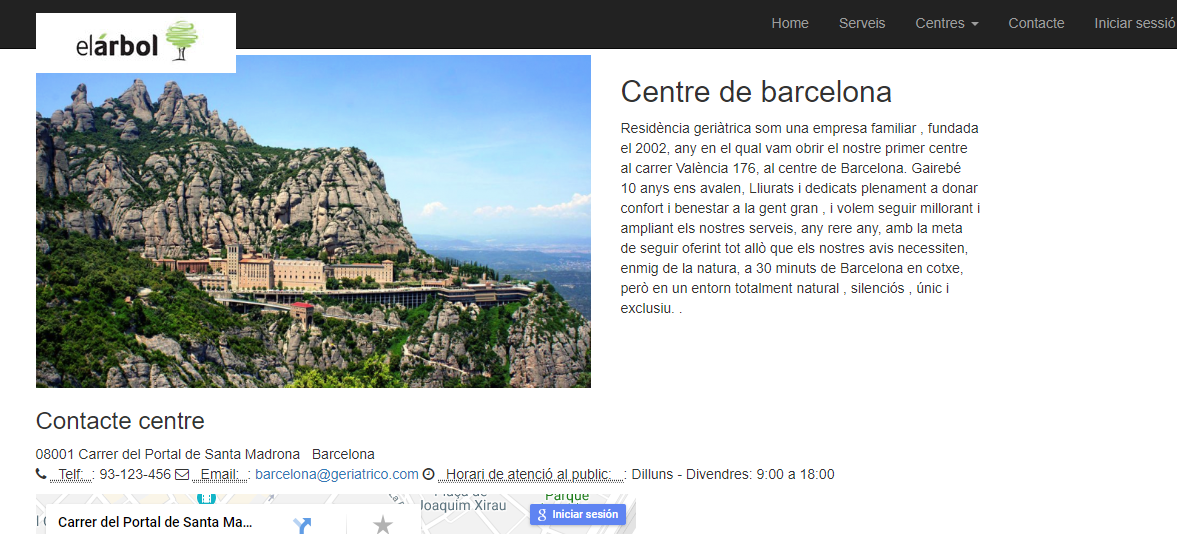 elárbol
Home Serveis Centres Contacte Iniciar sessió
Centre de barcelona
Residència geriàtrica som una empresa familiar , fundada
el 2002, any en el qual vam obrir el nostre primer centre
al carrer València 176, al centre de Barcelona. Gairebé
10 anys ens avalen, Lliurats i dedicats plenament a donar
confort i benestar a la gent gran , i volem seguir millorant i
ampliant els nostres serveis, any rere any, amb la meta
de seguir oferint tot allò que els nostres avis necessiten,
enmig de la natura, a 30 minuts de Barcelona en cotxe,
però en un entorn totalment natural , silenciós , únic i
exclusiu. .
Contacte centre
08001 Carrer del Portal de Santa Madrona Barcelona
Telf: : 93-123-456 Email: : barcelona@geriatrico.com Horari de atenció al public: : Dilluns - Divendres: 9:00 a 18:00
Plaça de
Joaquim Xirau
Parque
Carrer del Portal de Santa Ma...
Iniciar sesión